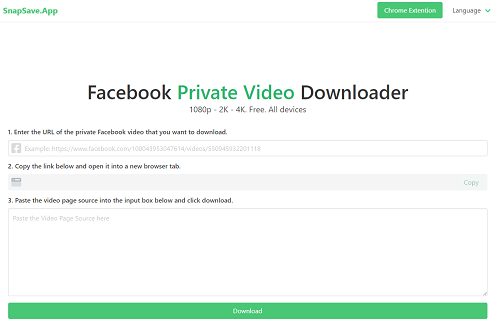 SnapSave.App
Chrome Extention
Language
Facebook Private Video Downloader
1080p - 2K - 4K. Free. All devices
1. Enter the URL of the private Facebook video that you want to download.
Example: https://www.facebook.com/100043953047614/videos/550945932201118
2. Copy the link below and open it into a new browser tab.
Copy
3. Paste the video page source into the input box below and click download.
Paste the Video Page Source here
Download